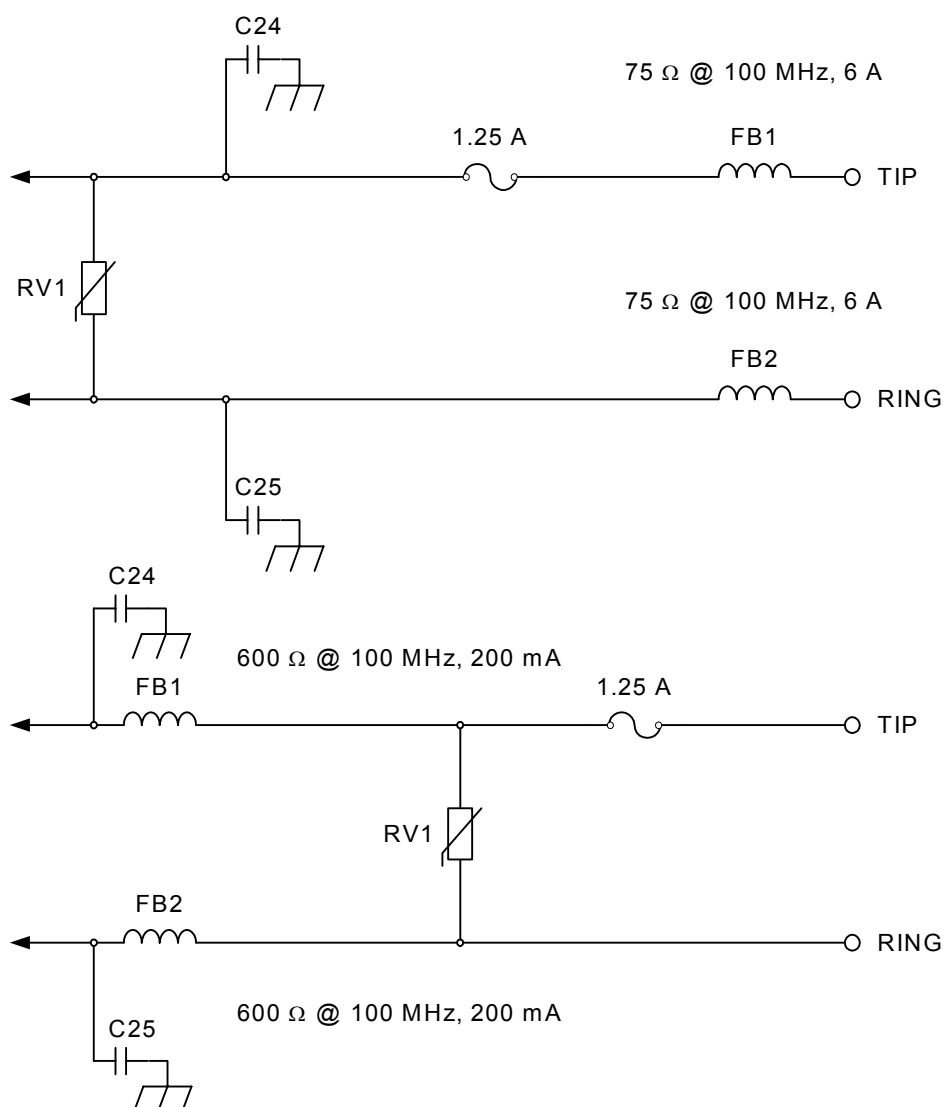 C24
75 Ω @ 100 MHz, 6 A
1.25 A
FB1
TIP
RV1
75 Ω @ 100 MHz, 6 A
FB2
RING
C25
C24
600 Ω @ 100 MHz, 200 mA
FB1
1.25 A
TIP
RV1
FB2
RING
600 Ω @ 100 MHz, 200 mA
C25